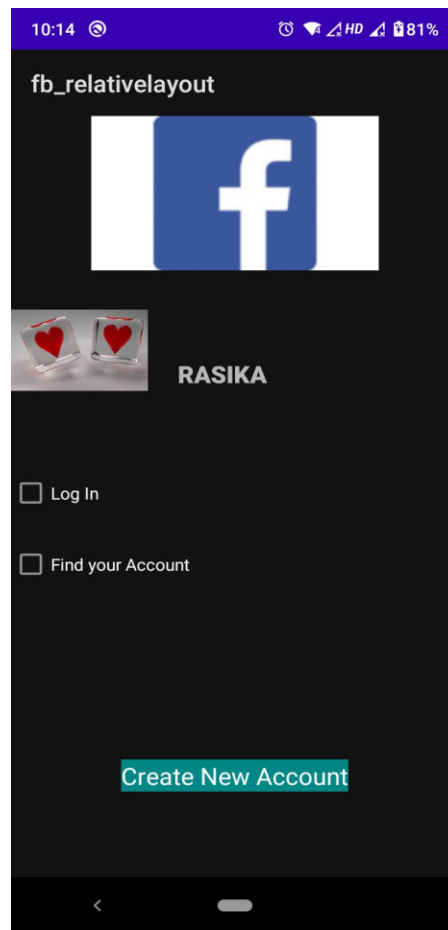 10:14 HD 81%
fb_relativelayout
f
RASIKA
Log In
Find your Account
Create New Account